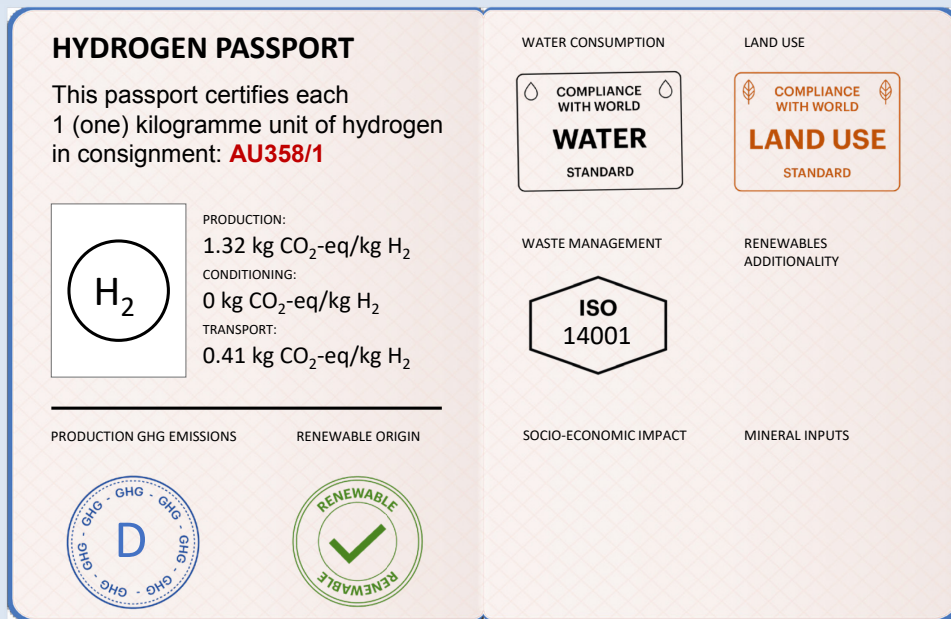 HYDROGEN PASSPORT
This passport certifies each
1 (one) kilogramme unit of hydrogen
in consignment: AU358/1
H₂
PRODUCTION:
1.32 kg CO₂-eq/kg H₂
CONDITIONING:
0 kg CO₂-eq/kg H₂
TRANSPORT:
0.41 kg CO₂-eq/kg H₂
PRODUCTION GHG EMISSIONS
GHG - GHG - GHG - GHG - GHG - GHG - GHG - GHG -
D
RENEWABLE ORIGIN
RENEWABLE
RENEWABLE
WATER CONSUMPTION
COMPLIANCE
WITH WORLD
WATER
STANDARD
LAND USE
COMPLIANCE
WITH WORLD
LAND USE
STANDARD
WASTE MANAGEMENT
ISO
14001
RENEWABLES
ADDITIONALITY
SOCIO-ECONOMIC IMPACT
MINERAL INPUTS